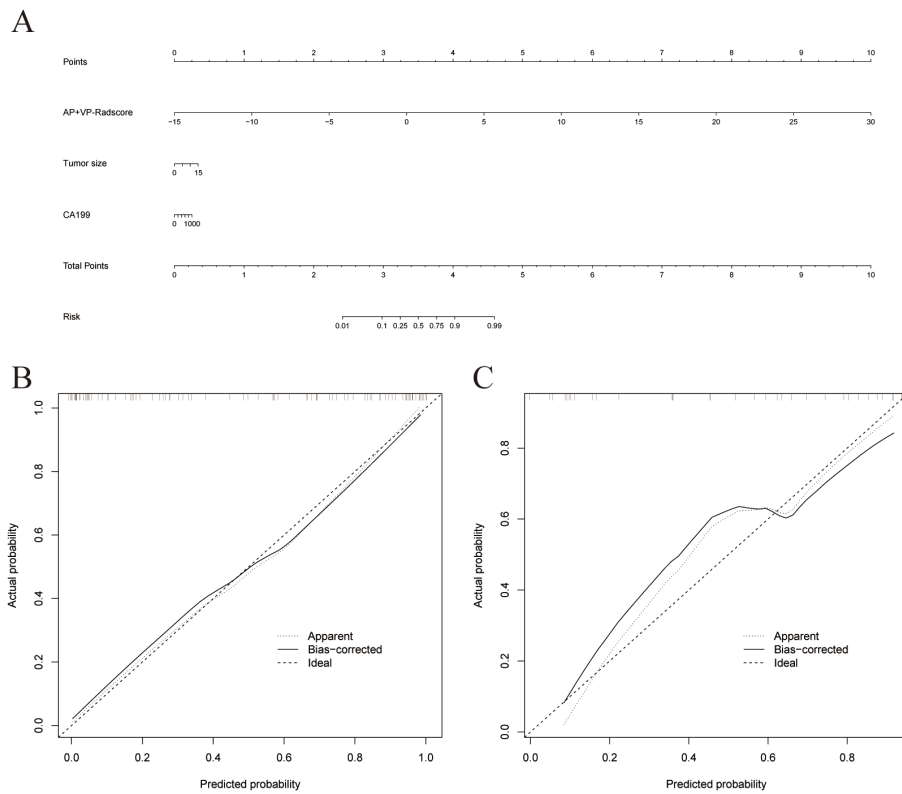 A
Points 0 1 2 3 4 5 6 7 8 9 10
AP+VP-Radscore
−15 −10 −5 0 5 10 15 20 25 30
Tumor size
0 15
CA199
0 1000
Total Points 0 1 2 3 4 5 6 7 8 9 10
Risk
0.01 0.1 0.25 0.5 0.75 0.9 0.99
B
Actual probability
1.0
0.8
0.6
0.4
0.2
0.0
Apparent
Bias−corrected
Ideal
0.0 0.2 0.4 0.6 0.8 1.0
Predicted probability
C
Actual probability
0.8
0.6
0.4
0.2
0.0
Apparent
Bias−corrected
Ideal
0.0 0.2 0.4 0.6 0.8
Predicted probability